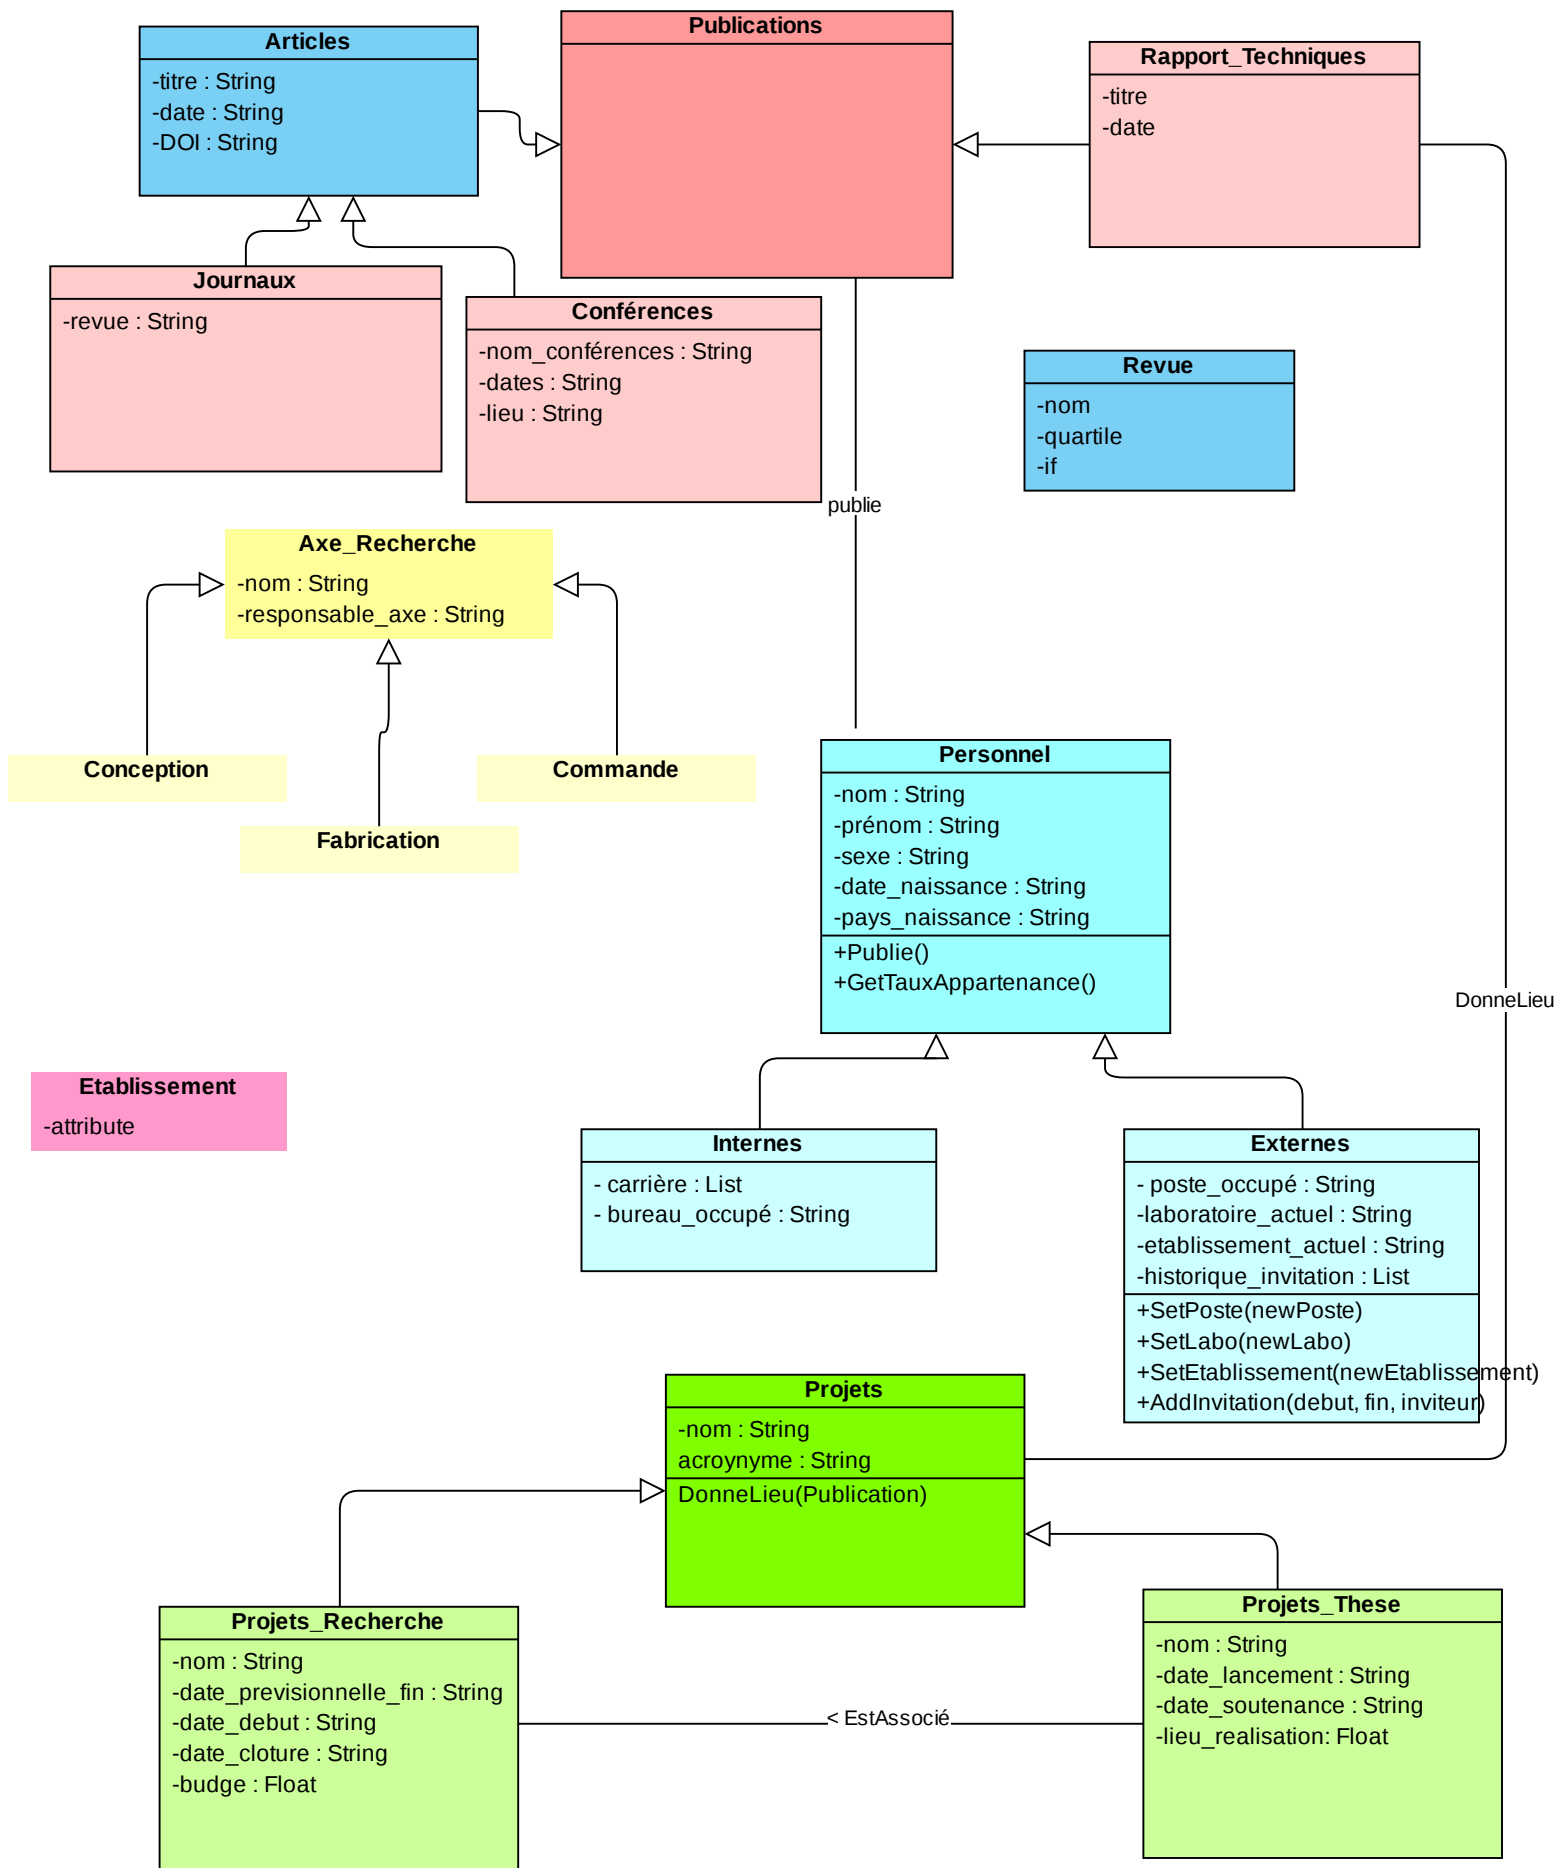 Articles
-titre : String
-date : String
-DOI : String
Publications
Rapport_Techniques
-titre
-date
Journaux
-revue : String
Conférences
-nom_conférences : String
-dates : String
-lieu : String
Revue
-nom
-quartile
-if
publie
Axe_Recherche
-nom : String
-responsable_axe : String
Conception
Commande
Fabrication
Personnel
-nom : String
-prénom : String
-sexe : String
-date_naissance : String
-pays_naissance : String
+Publie()
+GetTauxAppartenance()
DonneLieu
Etablissement
-attribute
Internes
- carrière : List
- bureau_occupé : String
Externes
- poste_occupé : String
-laboratoire_actuel : String
-etablissement_actuel : String
-historique_invitation : List
+SetPoste(newPoste)
+SetLabo(newLabo)
+SetEtablissement(newEtablissement)
+AddInvitation(debut, fin, inviteur)
Projets
-nom : String
acroynyme : String
DonneLieu(Publication)
Projets_Recherche
-nom : String
-date_previsionnelle_fin : String
-date_debut : String
-date_cloture : String
-budge : Float
< EstAssocié
Projets_These
-nom : String
-date_lancement : String
-date_soutenance : String
-lieu_realisation: Float